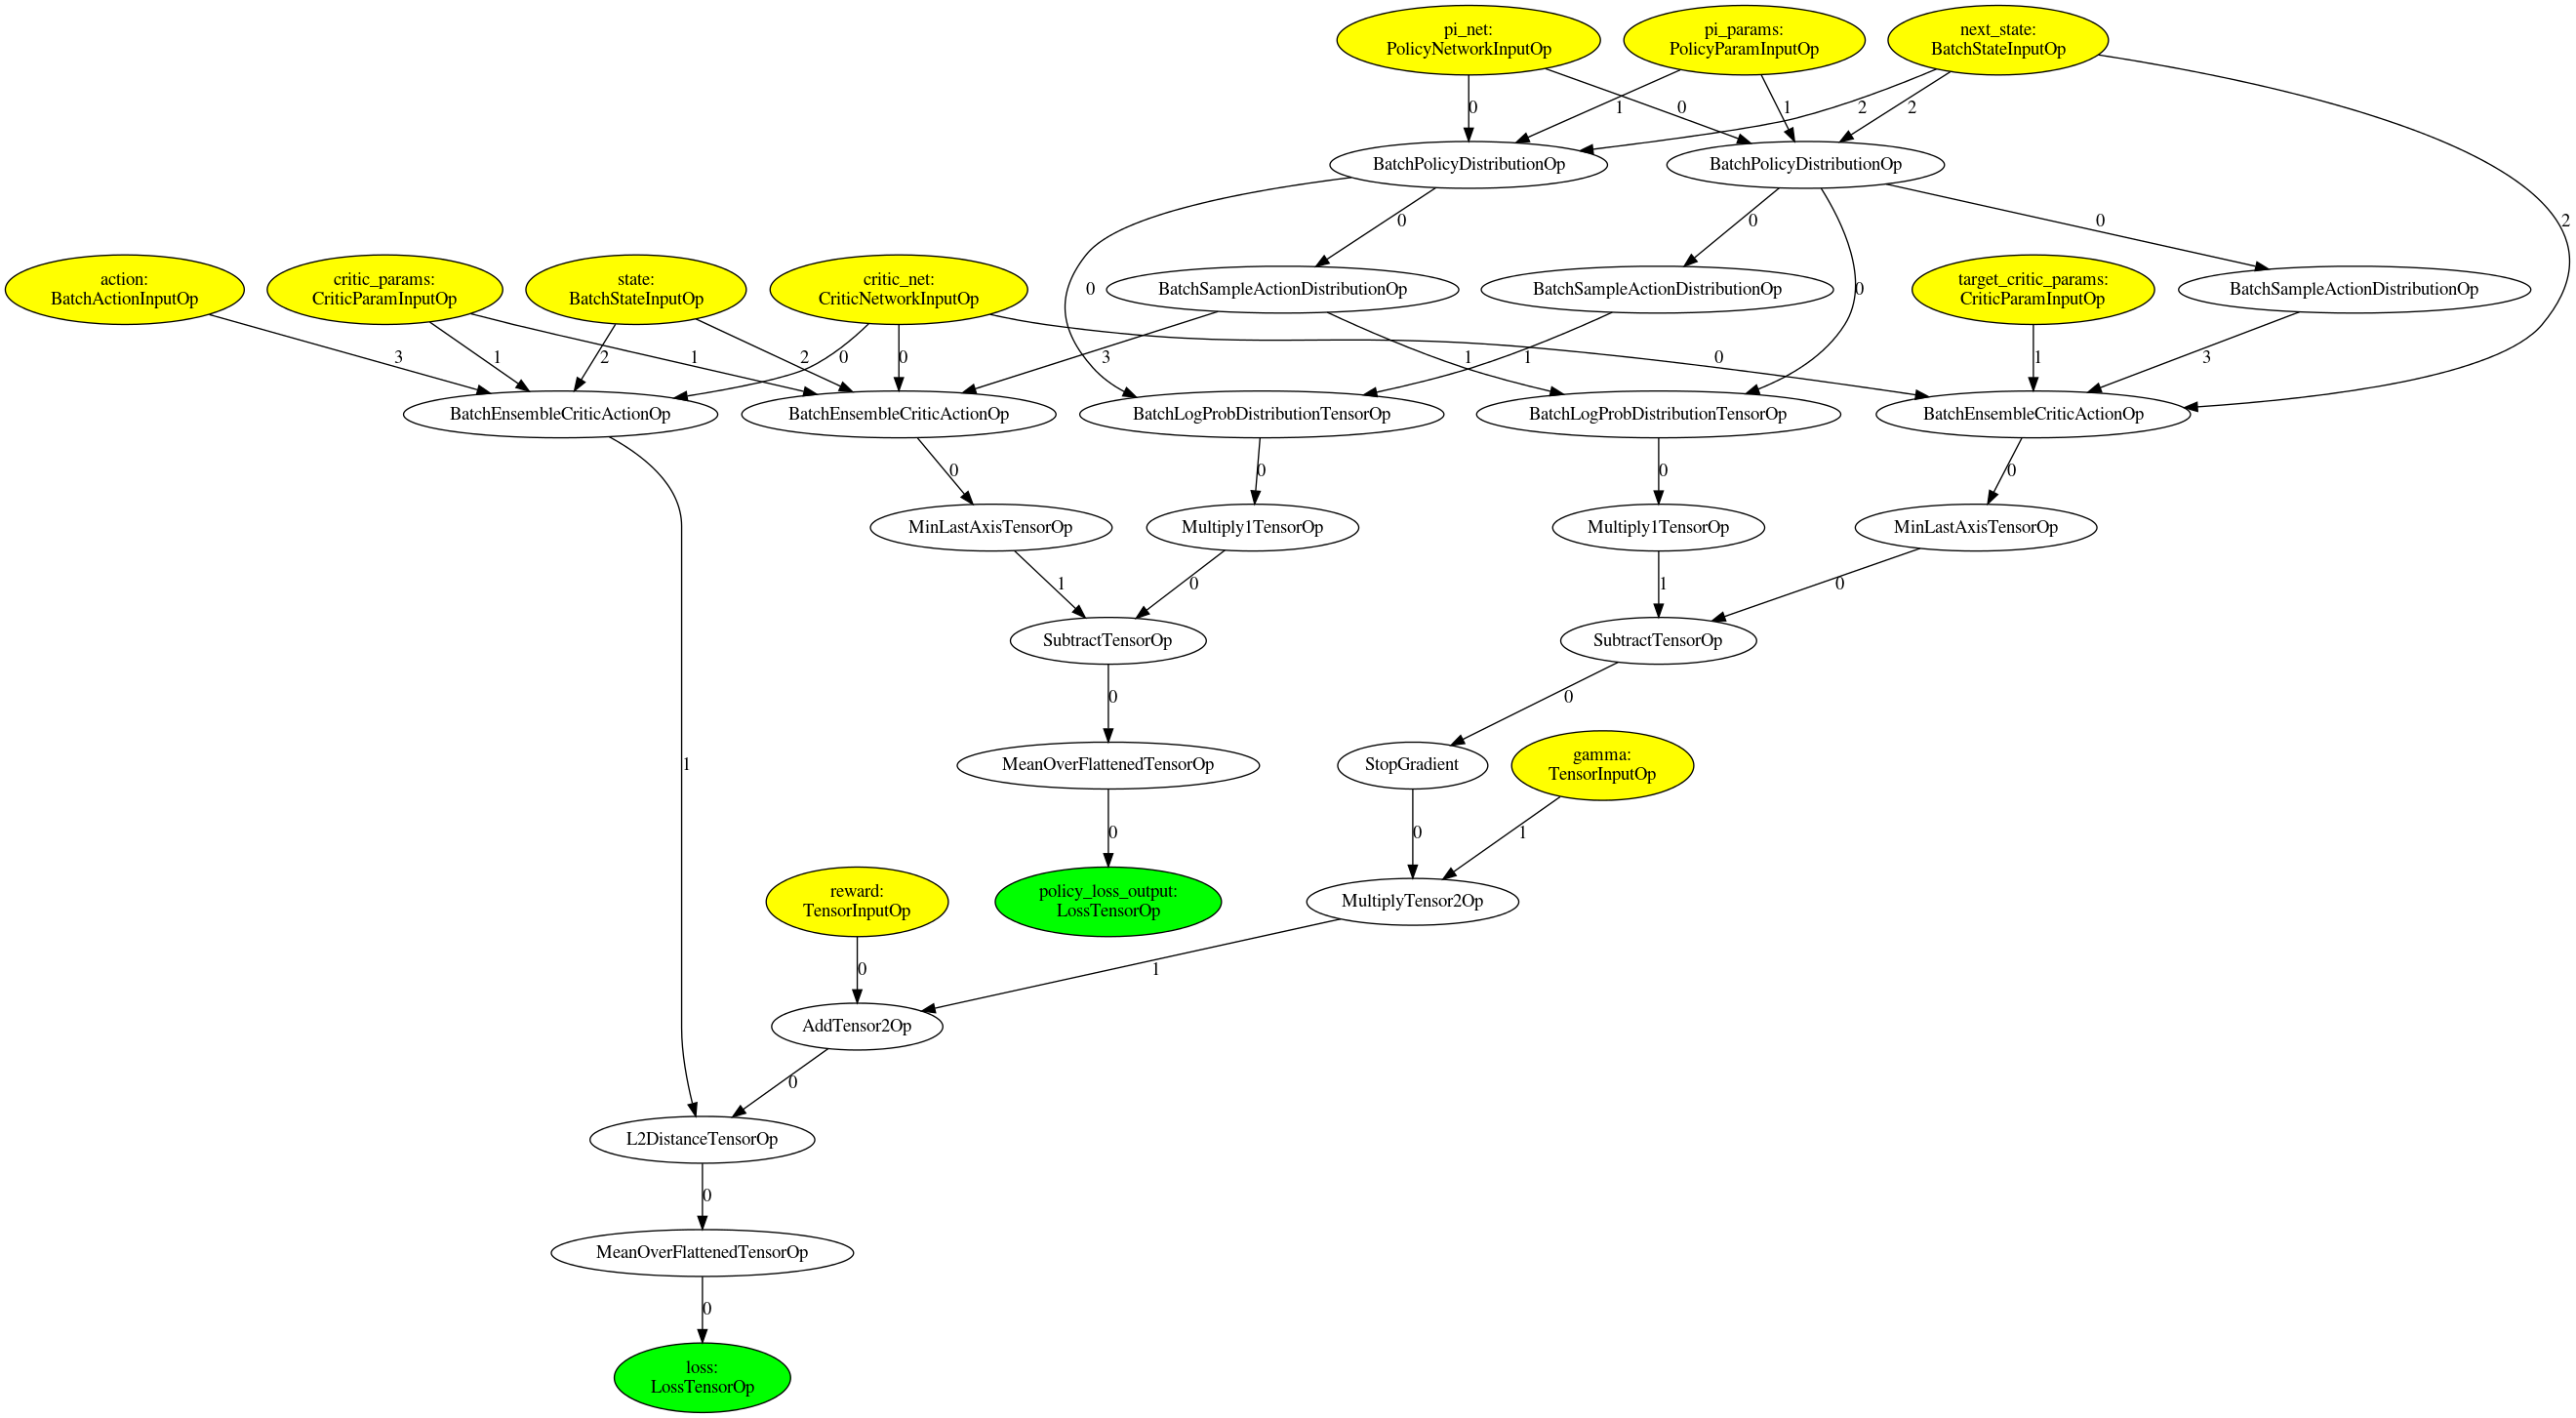 pi_net:
PolicyNetworkInputOp
pi_params:
PolicyParamInputOp
next_state:
BatchStateInputOp
0
1
0
1
2
2
BatchPolicyDistributionOp
BatchPolicyDistributionOp
0
0
0
2
action:
BatchActionInputOp
critic_params:
CriticParamInputOp
state:
BatchStateInputOp
critic_net:
CriticNetworkInputOp
BatchSampleActionDistributionOp
BatchSampleActionDistributionOp
target_critic_params:
CriticParamInputOp
BatchSampleActionDistributionOp
0
0
3
1
2
1
2
0
0
3
1
1
0
1
3
BatchEnsembleCriticActionOp
BatchEnsembleCriticActionOp
BatchLogProbDistributionTensorOp
BatchLogProbDistributionTensorOp
BatchEnsembleCriticActionOp
0
0
0
0
MinLastAxisTensorOp
Multiply1TensorOp
Multiply1TensorOp
MinLastAxisTensorOp
1
0
1
0
SubtractTensorOp
SubtractTensorOp
0
0
1
MeanOverFlattenedTensorOp
StopGradient
gamma:
TensorInputOp
0
0
1
reward:
TensorInputOp
policy_loss_output:
LossTensorOp
MultiplyTensor2Op
0
1
AddTensor2Op
0
L2DistanceTensorOp
0
MeanOverFlattenedTensorOp
0
loss:
LossTensorOp